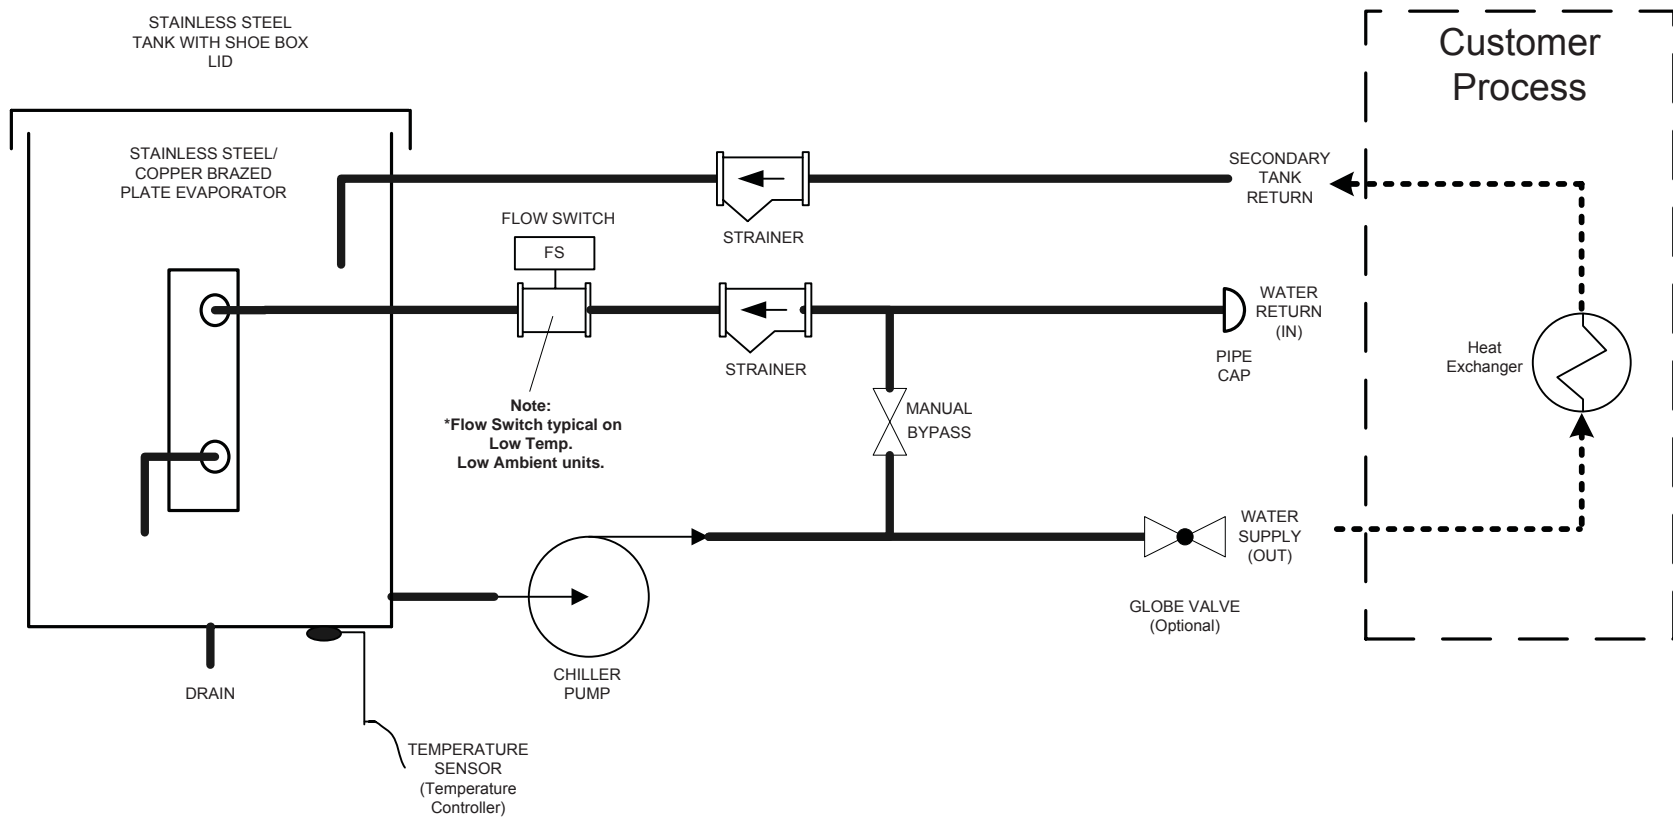 STAINLESS STEEL
TANK WITH SHOE BOX
LID
Customer
Process
STAINLESS STEEL/
COPPER BRAZED
PLATE EVAPORATOR
SECONDARY
TANK
RETURN
STRAINER
FLOW SWITCH
FS
WATER
RETURN
(IN)
PIPE
CAP
STRAINER
Heat
Exchanger
Note:
*Flow Switch typical on
Low Temp.
Low Ambient units.
MANUAL
BYPASS
WATER
SUPPLY
(OUT)
GLOBE VALVE
(Optional)
CHILLER
PUMP
DRAIN
TEMPERATURE
SENSOR
(Temperature
Controller)